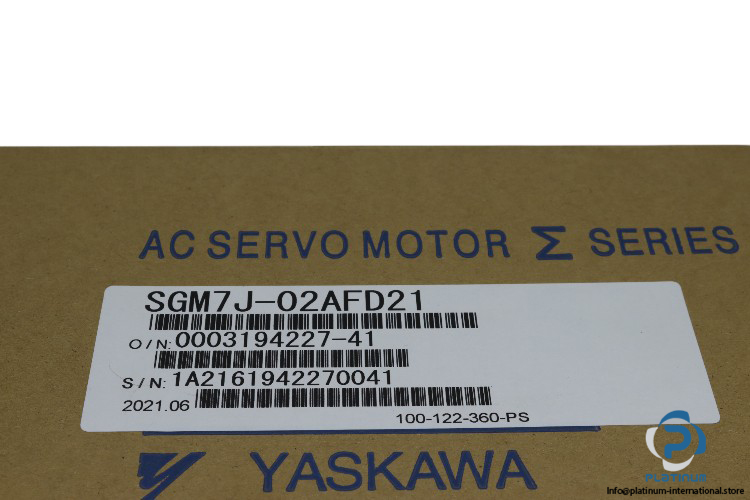 AC SERVO MOTOR Σ SERIES
SGM7J-02AFD21
O/N: 0003194227-41
S/N: 1A2161942270041
2021.06
100-122-360-PS
YASKAWA
PLATINUM
Info@platinum-international.store